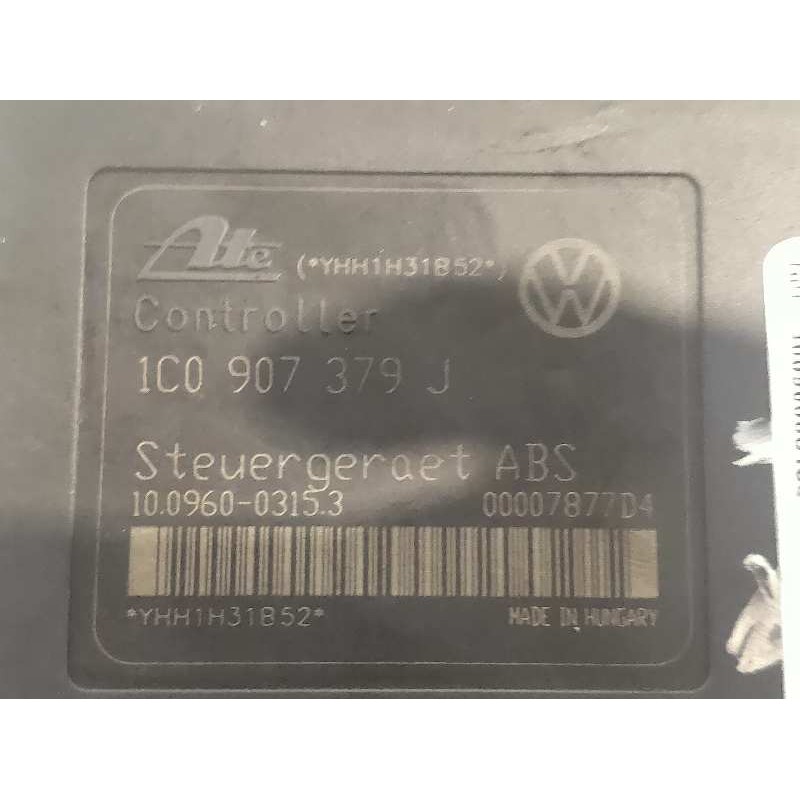 Ate (*YHH1H31B52*)
Controller
1C0 907 379 J
Steuergeraet ABS
10.0960-0315.3 00007877D4
*YHH1H31B52*
MADE IN HUNGARY